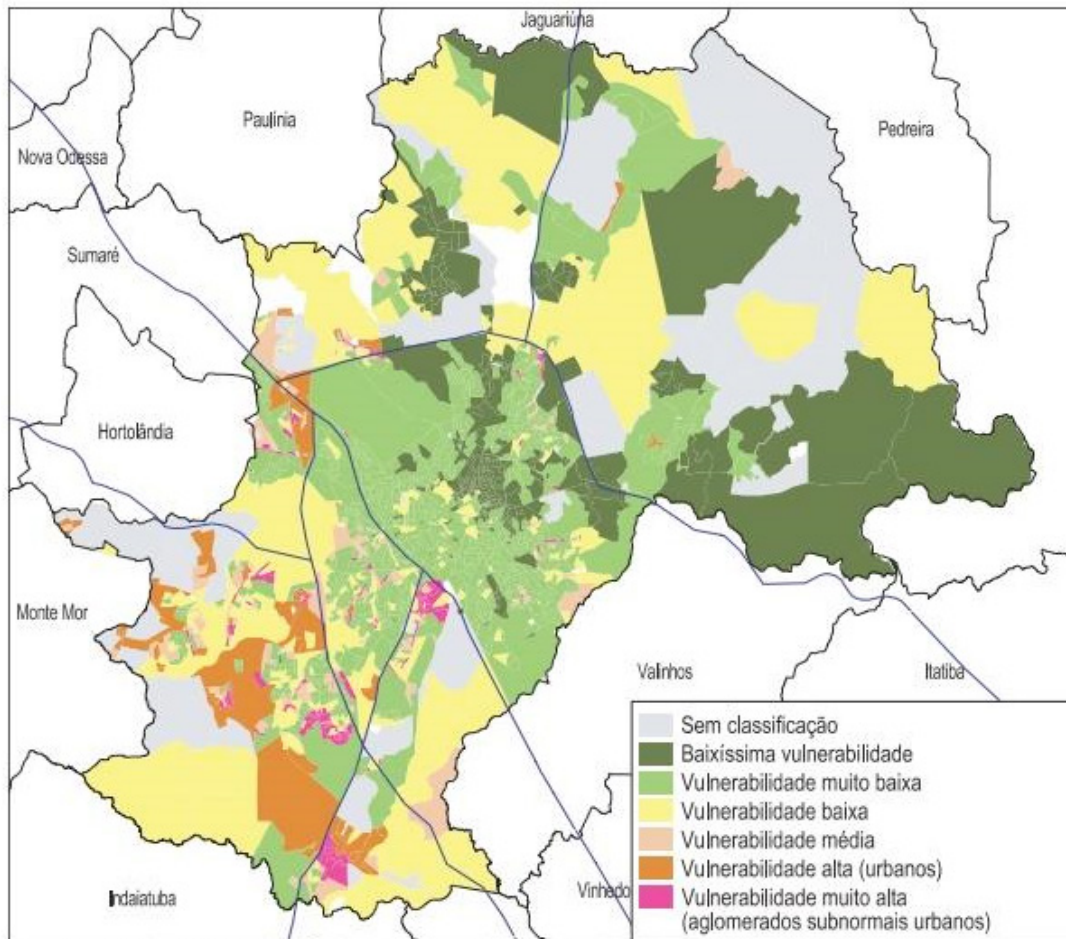 Jaguariúna
Paulínia
Pedreira
Nova Odessa
Sumaré
Hortolândia
Monte Mor
Valinhos
Itatiba
Indaiatuba
Vinhedo
Sem classificação
Baixíssima vulnerabilidade
Vulnerabilidade muito baixa
Vulnerabilidade baixa
Vulnerabilidade média
Vulnerabilidade alta (urbanos)
Vulnerabilidade muito alta
(aglomerados subnormais urbanos)